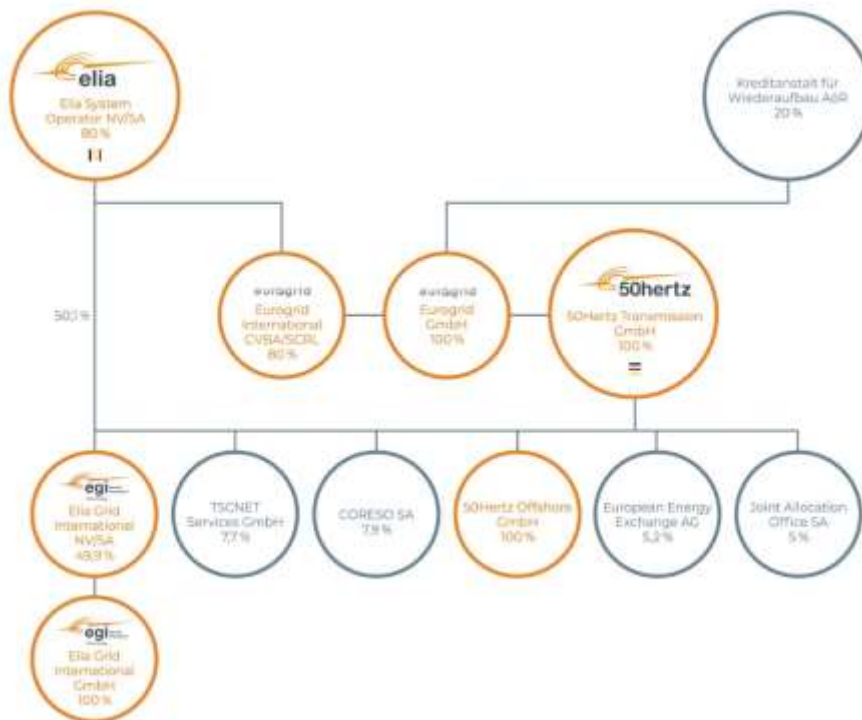 elia
Elia System
Operator NV/SA
80 %
Kreditanstalt für
Wiederaufbau AöR
20 %
50,1 %
eurogrid
Eurogrid
International
CVBA/SCRL
80 %
eurogrid
Eurogrid
GmbH
100 %
50hertz
50Hertz Transmission
GmbH
100 %
egi
Elia Grid
International
NV/SA
49,9 %
TSCNET
Services GmbH
7,7 %
CORESO SA
7,9 %
50Hertz Offshore
GmbH
100 %
European Energy
Exchange AG
5,2 %
Joint Allocation
Office SA
5 %
egi
Elia Grid
International
GmbH
100 %